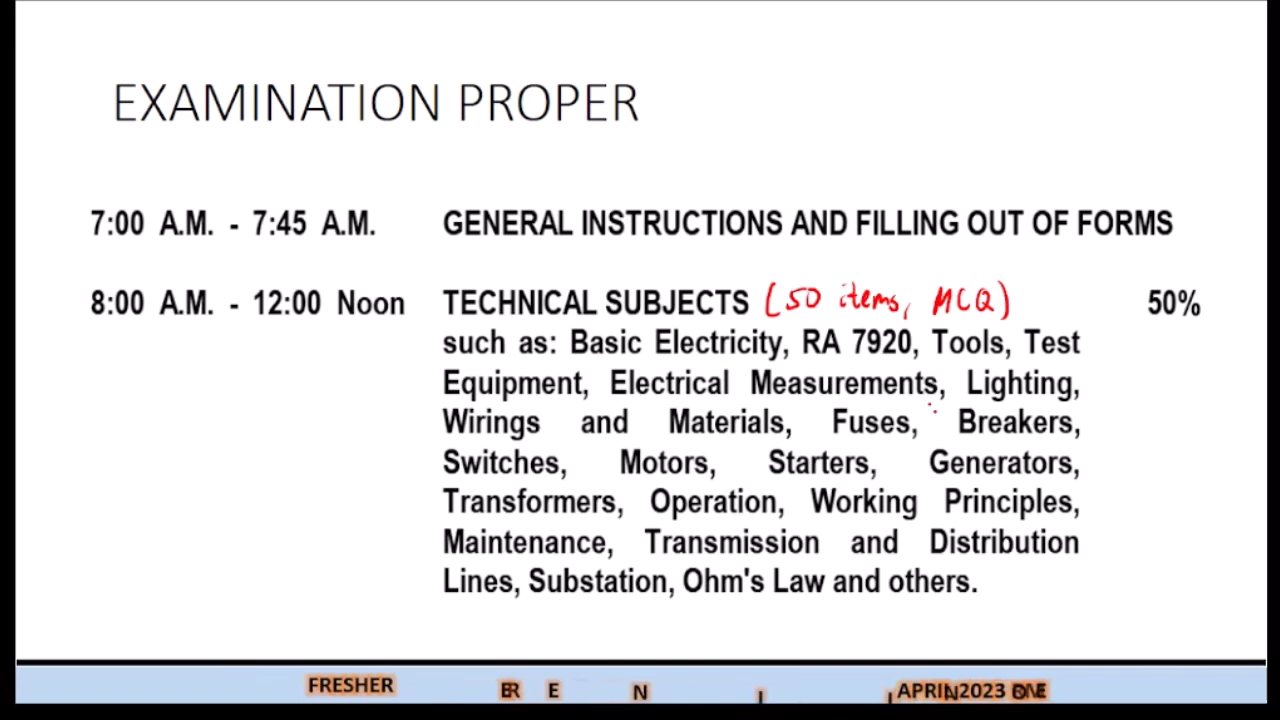 EXAMINATION PROPER
7:00 A.M. - 7:45 A.M. GENERAL INSTRUCTIONS AND FILLING OUT OF FORMS
8:00 A.M. - 12:00 Noon TECHNICAL SUBJECTS (50 items, MCQ) 50%
such as: Basic Electricity, RA 7920, Tools, Test
Equipment, Electrical Measurements, Lighting,
Wirings and Materials, Fuses, Breakers,
Switches, Motors, Starters, Generators,
Transformers, Operation, Working Principles,
Maintenance, Transmission and Distribution
Lines, Substation, Ohm's Law and others.
FRESHER APRIL 2023